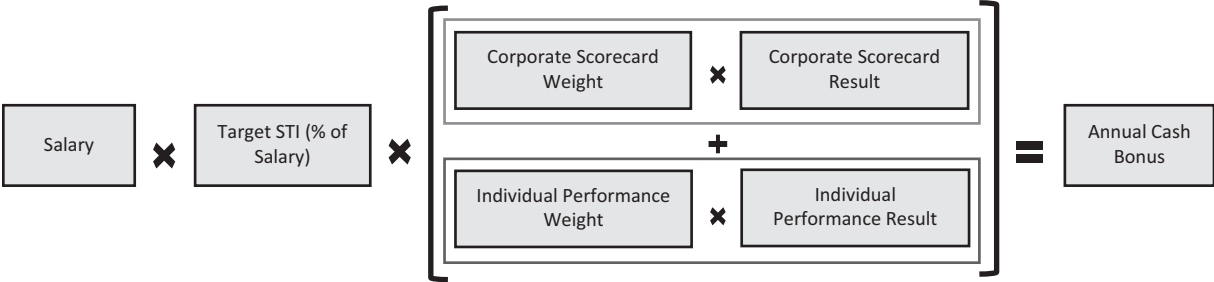 Salary
×
Target STI (% of
Salary)
×
[
Corporate Scorecard
Weight
×
Corporate Scorecard
Result
+
Individual Performance
Weight
×
Individual
Performance Result
]
=
Annual Cash
Bonus